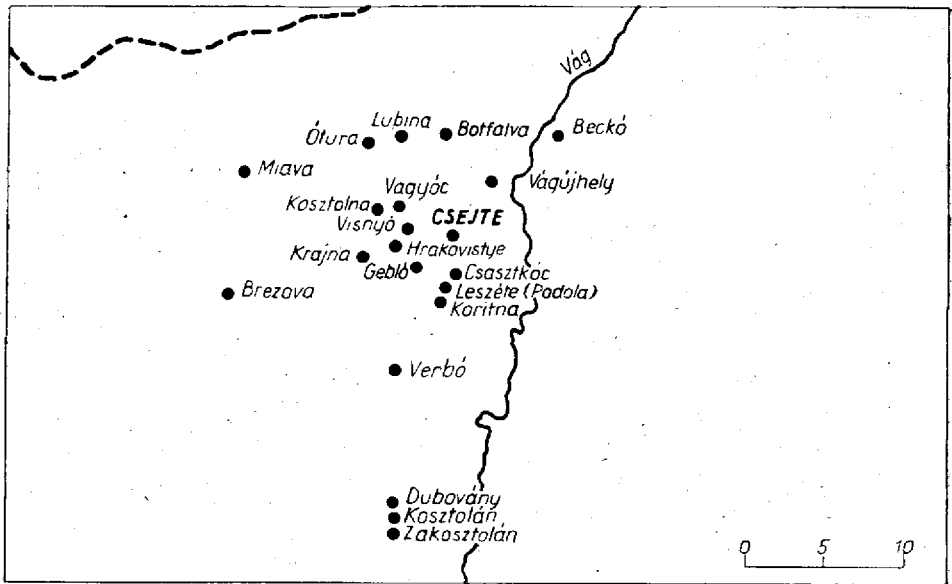 Vág
Lubina
Ótura
Botfalva
Beckó
Miava
Vágújhely
Vagyóc
Kosztolna
CSEJTE
Visnyó
Hrakovistye
Krajna
Gebló
Csasztkóc
Leszéte (Podola)
Brezova
Koritna
Verbó
Dubovány
Kosztolán
Zakosztolán
0 5 10